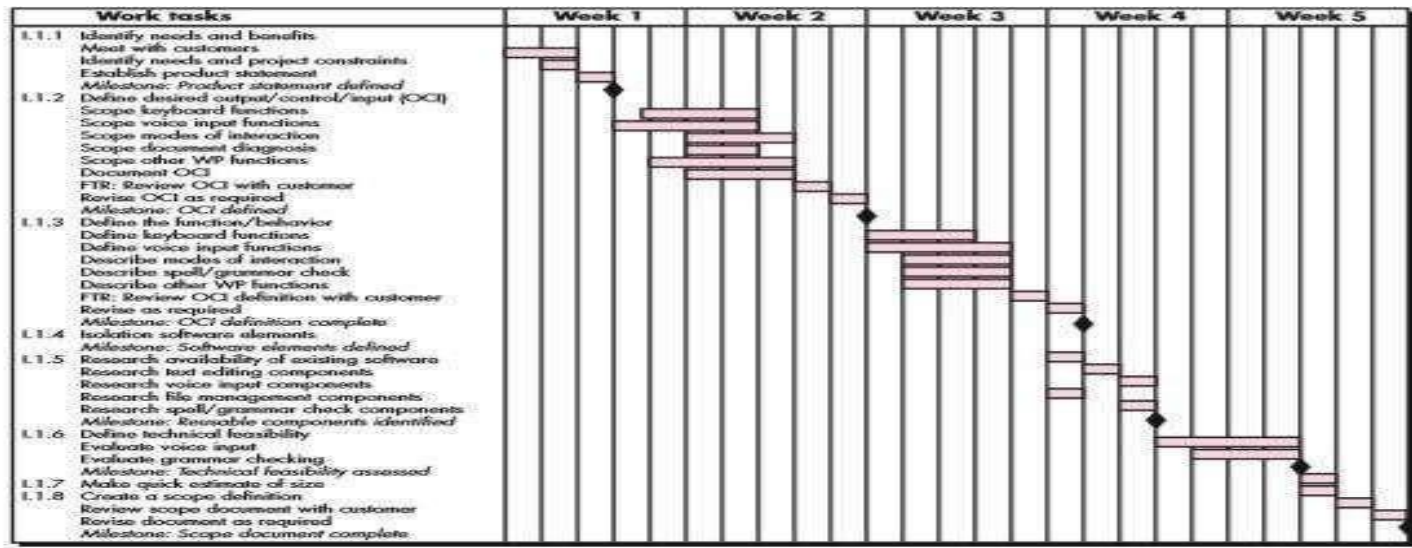 Work tasks Week 1 Week 2 Week 3 Week 4 Week 5
I.1.1 Identify needs and benefits
Meet with customers
Identify needs and project constraints
Establish product statement
Milestone: Product statement defined
I.1.2 Define desired output/control/input (OCI)
Scope keyboard functions
Scope voice input functions
Scope modes of interaction
Scope document diagnosis
Scope other WP functions
Document OCI
FTR: Review OCI with customer
Revise OCI as required
Milestone: OCI defined
I.1.3 Define the function/behavior
Define keyboard functions
Define voice input functions
Describe modes of interaction
Describe spell/grammar check
Describe other WP functions
FTR: Review OCI definition with customer
Revise as required
Milestone: OCI definition complete
I.1.4 Isolation software elements
Milestone: Software elements defined
I.1.5 Research availability of existing software
Research text editing components
Research voice input components
Research file management components
Research spell/grammar check components
Milestone: Reusable components identified
I.1.6 Define technical feasibility
Evaluate voice input
Evaluate grammar checking
Milestone: Technical feasibility assessed
I.1.7 Make quick estimate of size
I.1.8 Create a scope definition
Review scope document with customer
Revise document as required
Milestone: Scope document complete